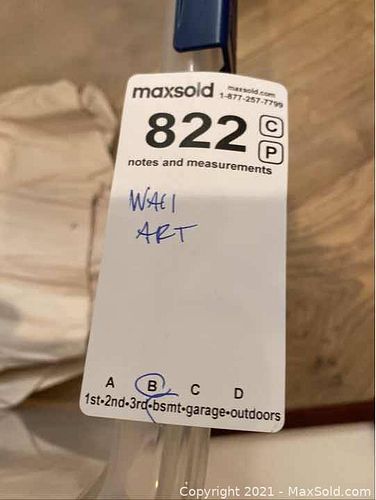 maxsold maxsold.com
1-877-257-7799
822 C
P
notes and measurements
WAll
ART
A B C D
1st•2nd•3rd•bsmt•garage•outdoors
Copyright 2021 - MaxSold.com